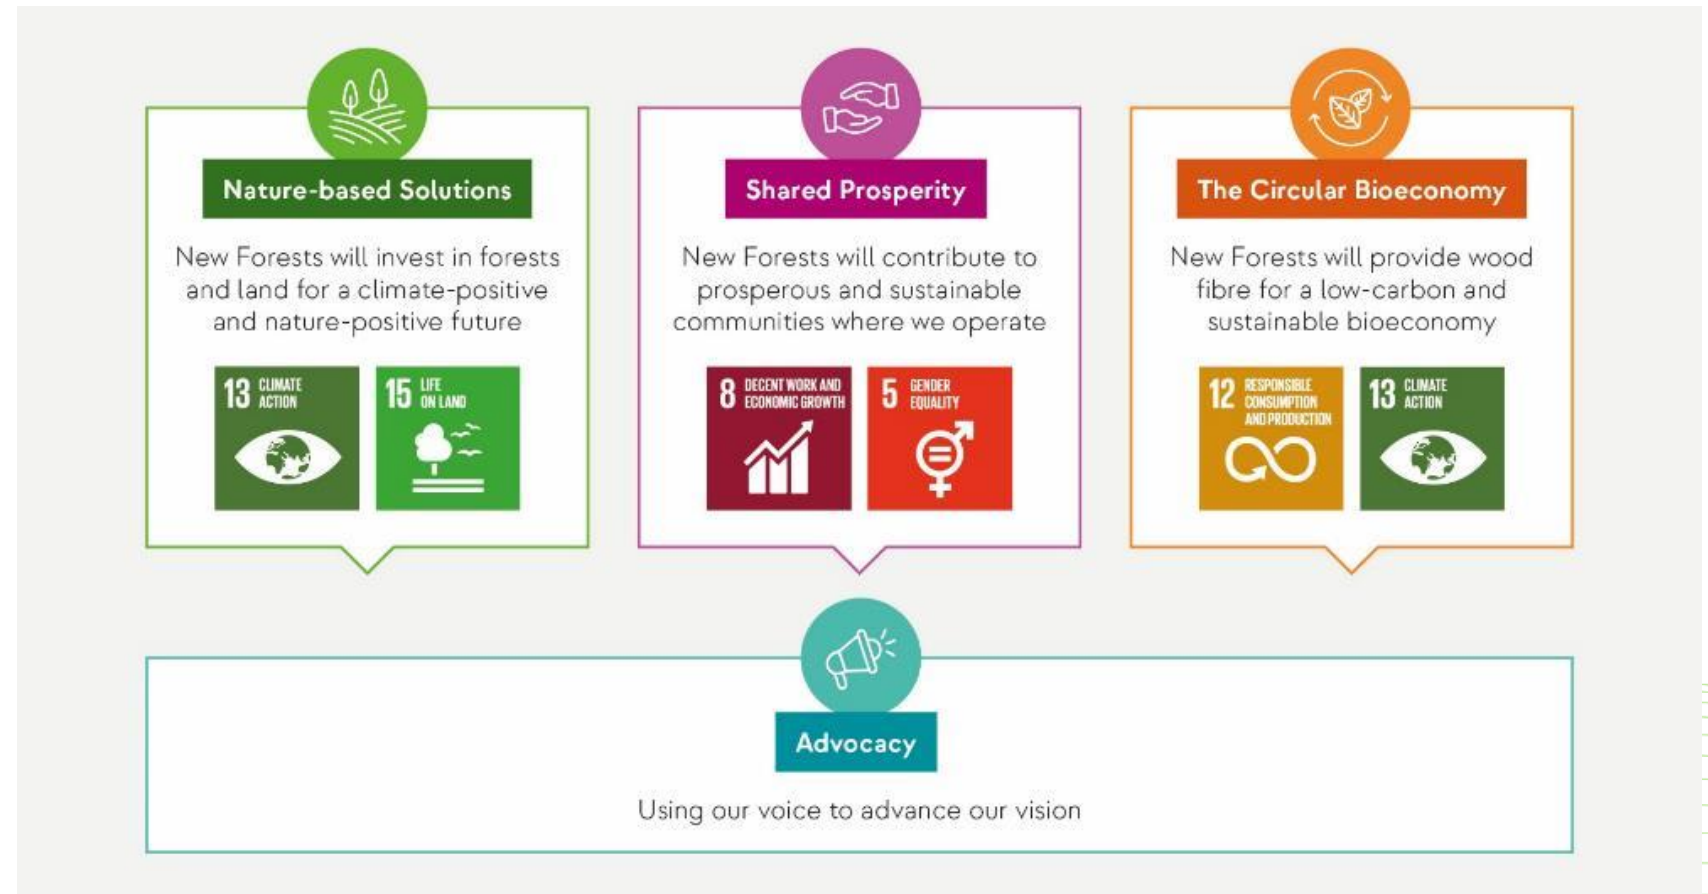 Nature-based Solutions
New Forests will invest in forests
and land for a climate-positive
and nature-positive future
13 CLIMATE
ACTION
15 LIFE
ON LAND
Shared Prosperity
New Forests will contribute to
prosperous and sustainable
communities where we operate
8 DECENT WORK AND
ECONOMIC GROWTH
5 GENDER
EQUALITY
The Circular Bioeconomy
New Forests will provide wood
fibre for a low-carbon and
sustainable bioeconomy
12 RESPONSIBLE
CONSUMPTION
AND PRODUCTION
13 CLIMATE
ACTION
Advocacy
Using our voice to advance our vision